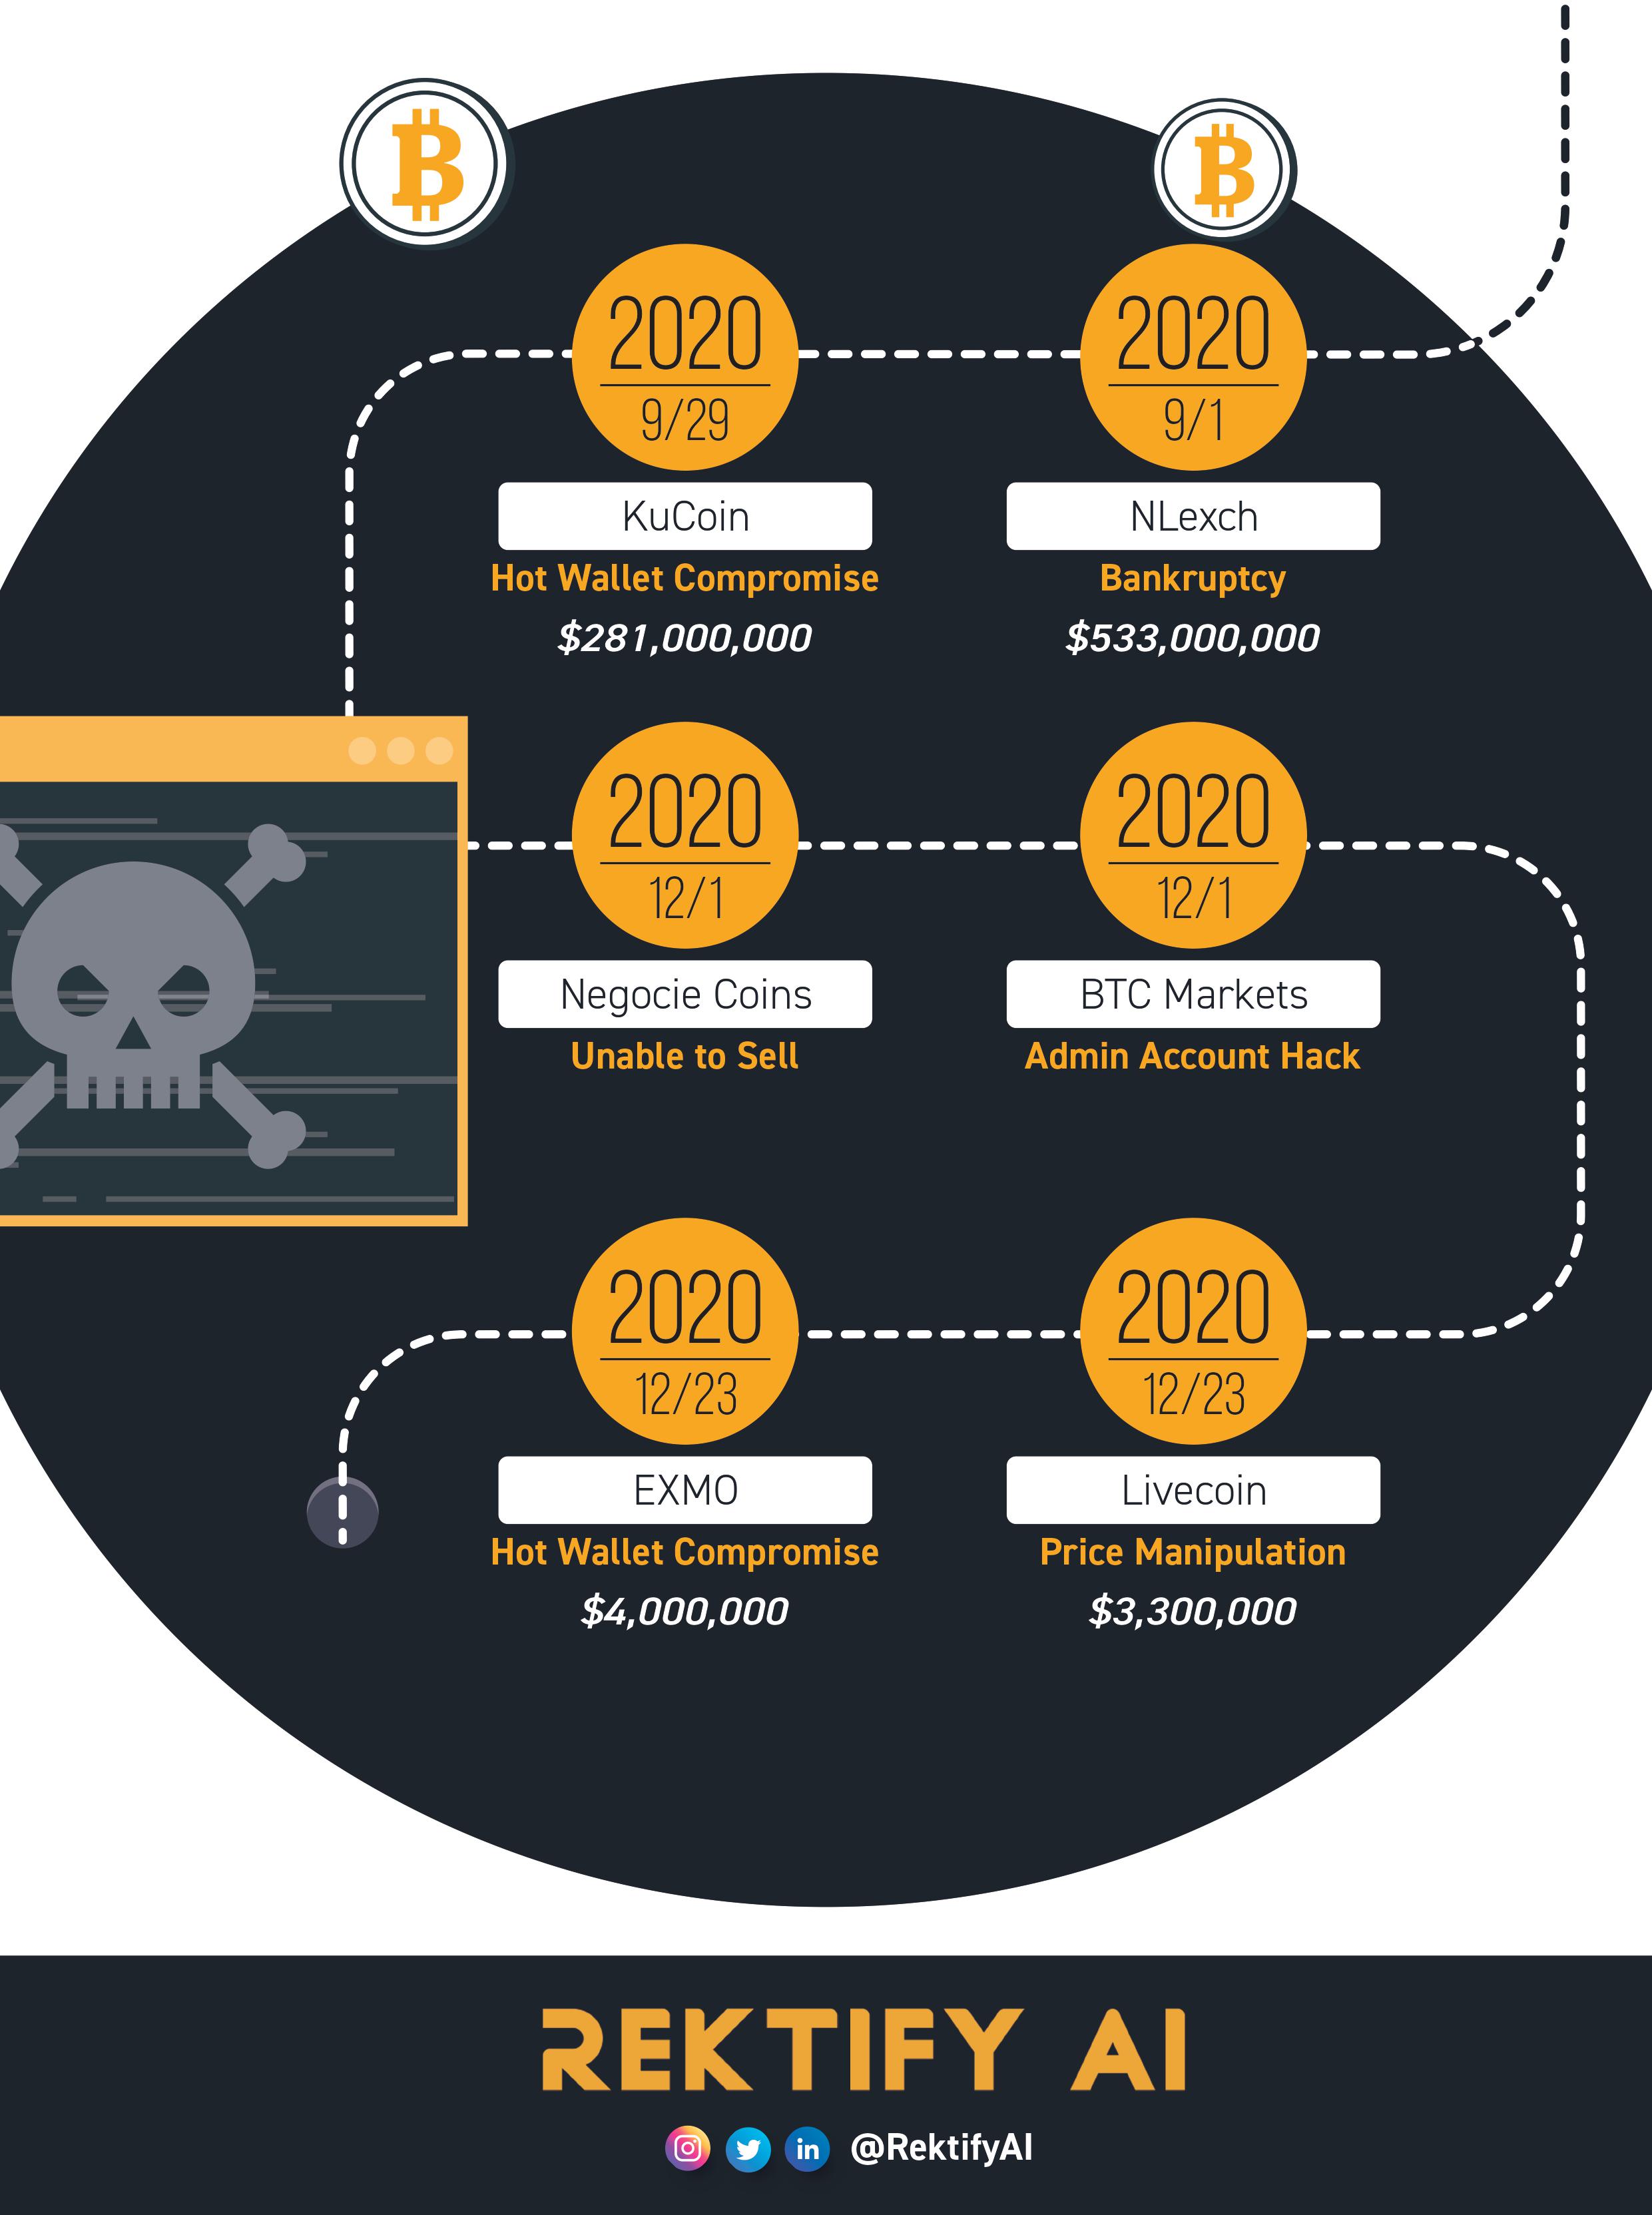 2020
9/29
KuCoin
Hot Wallet Compromise
$281,000,000
2020
9/1
NLexch
Bankruptcy
$533,000,000
2020
12/1
Negocie Coins
Unable to Sell
2020
12/1
BTC Markets
Admin Account Hack
2020
12/23
EXMO
Hot Wallet Compromise
$4,000,000
2020
12/23
Livecoin
Price Manipulation
$3,300,000
REKTIFY AI
@RektifyAI